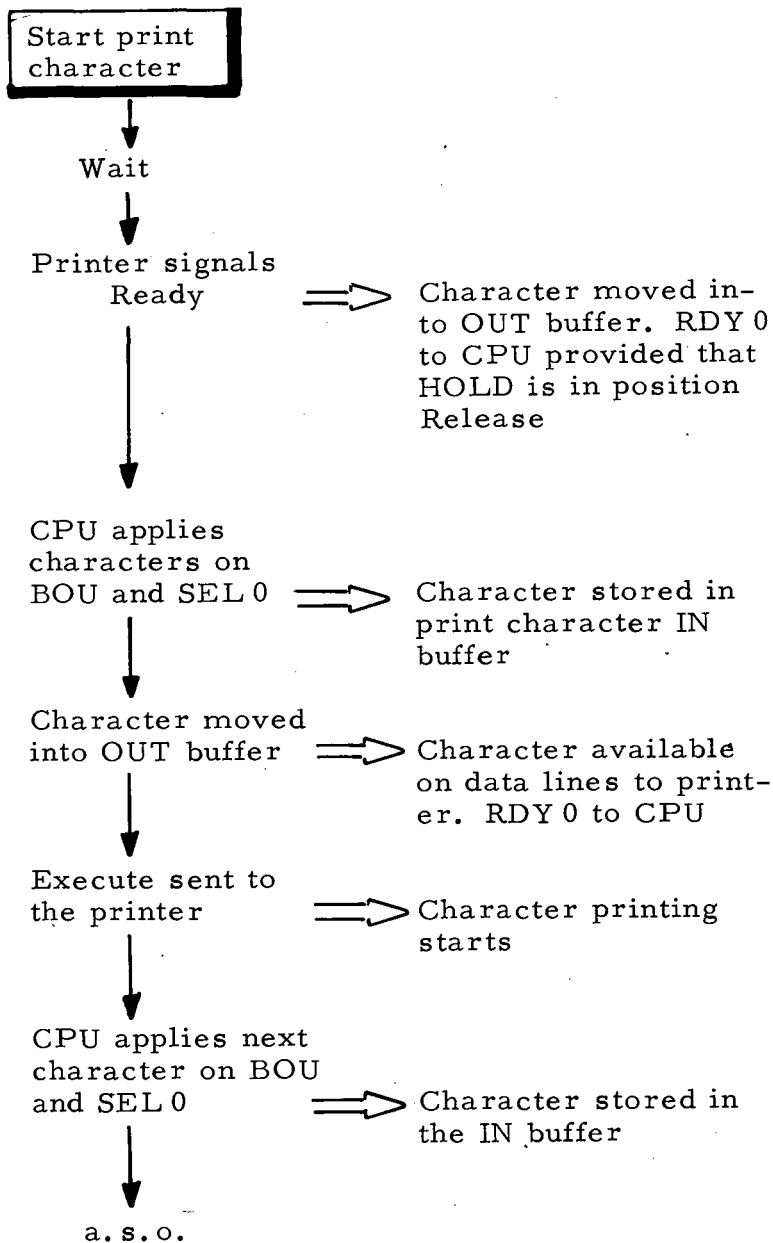 Start print
character
Wait
Printer signals
Ready
Character moved in-
to OUT buffer. RDY 0
to CPU provided that
HOLD is in position
Release
CPU applies
characters on
BOU and SEL 0
Character stored in
print character IN
buffer
Character moved
into OUT buffer
Character available
on data lines to print-
er. RDY 0 to CPU
Execute sent to
the printer
Character printing
starts
CPU applies next
character on BOU
and SEL 0
Character stored in
the IN buffer
a.s.o.